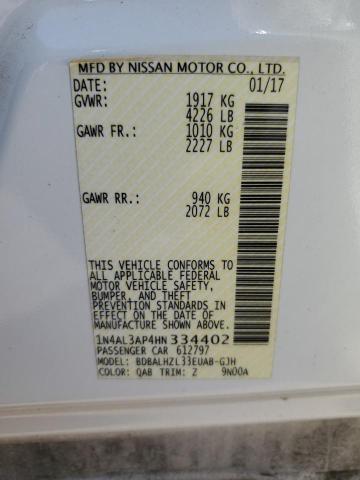 MFD BY NISSAN MOTOR CO., LTD.
DATE: 01/17
GVWR: 1917 KG
4226 LB
GAWR FR.: 1010 KG
2227 LB
GAWR RR.: 940 KG
2072 LB
THIS VEHICLE CONFORMS TO
ALL APPLICABLE FEDERAL
MOTOR VEHICLE SAFETY,
BUMPER, AND THEFT
PREVENTION STANDARDS IN
EFFECT ON THE DATE OF
MANUFACTURE SHOWN ABOVE.
1N4AL3AP4HN334402
PASSENGER CAR 612797
MODEL: BDBALHZL33EUAB-GJH
COLOR: QAB TRIM: Z 9N00A